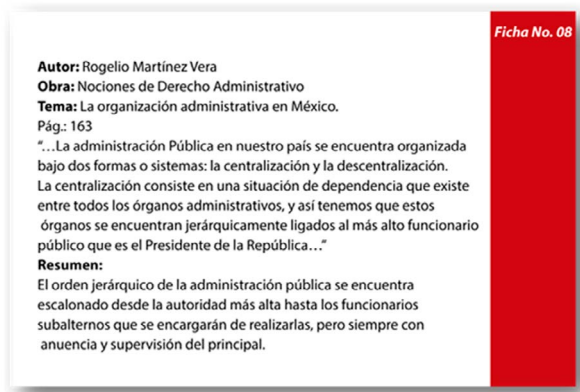 Ficha No. 08
Autor: Rogelio Martínez Vera
Obra: Nociones de Derecho Administrativo
Tema: La organización administrativa en México.
Pág.: 163
“…La administración Pública en nuestro país se encuentra organizada
bajo dos formas o sistemas: la centralización y la descentralización.
La centralización consiste en una situación de dependencia que existe
entre todos los órganos administrativos, y así tenemos que estos
órganos se encuentran jerárquicamente ligados al más alto funcionario
público que es el Presidente de la República…”
Resumen:
El orden jerárquico de la administración pública se encuentra
escalonado desde la autoridad más alta hasta los funcionarios
subalternos que se encargarán de realizarlas, pero siempre con
anuencia y supervisión del principal.